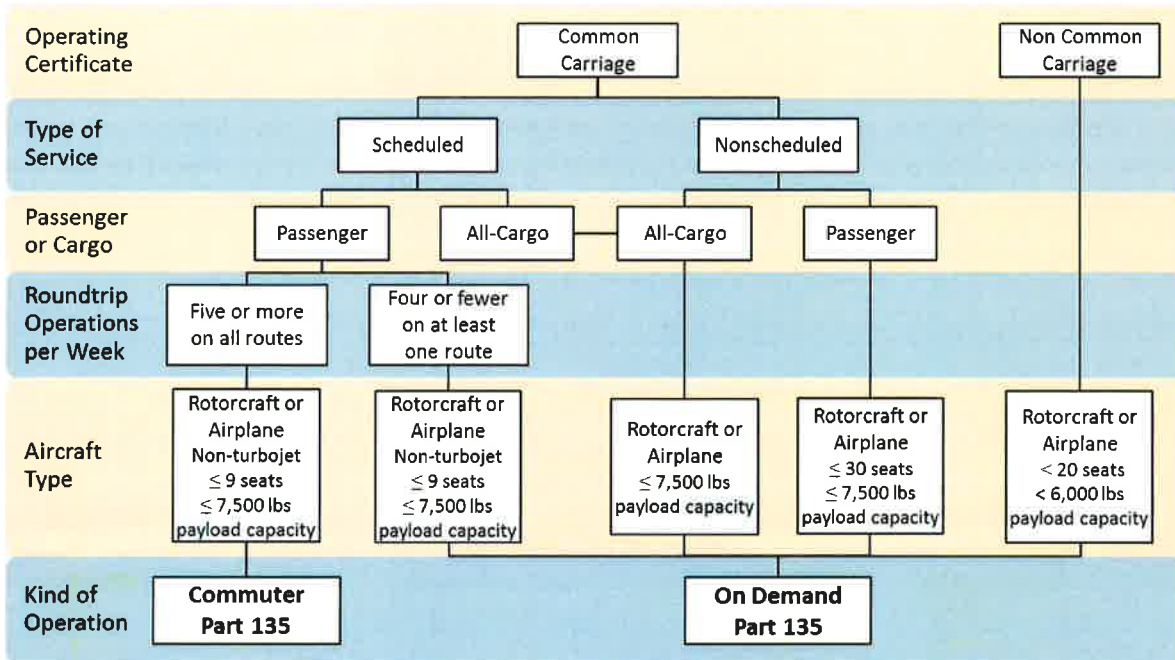 Operating
Certificate
Common
Carriage
Non Common
Carriage
Type of
Service
Scheduled
Nonscheduled
Passenger
or Cargo
Passenger
All-Cargo
All-Cargo
Passenger
Roundtrip
Operations
per Week
Five or more
on all routes
Four or fewer
on at least
one route
Aircraft
Type
Rotorcraft or
Airplane
Non-turbojet
≤ 9 seats
≤ 7,500 lbs
payload capacity
Rotorcraft or
Airplane
Non-turbojet
≤ 9 seats
≤ 7,500 lbs
payload capacity
Rotorcraft or
Airplane
≤ 7,500 lbs
payload capacity
Rotorcraft or
Airplane
≤ 30 seats
≤ 7,500 lbs
payload capacity
Rotorcraft or
Airplane
< 20 seats
< 6,000 lbs
payload capacity
Kind of
Operation
Commuter
Part 135
On Demand
Part 135